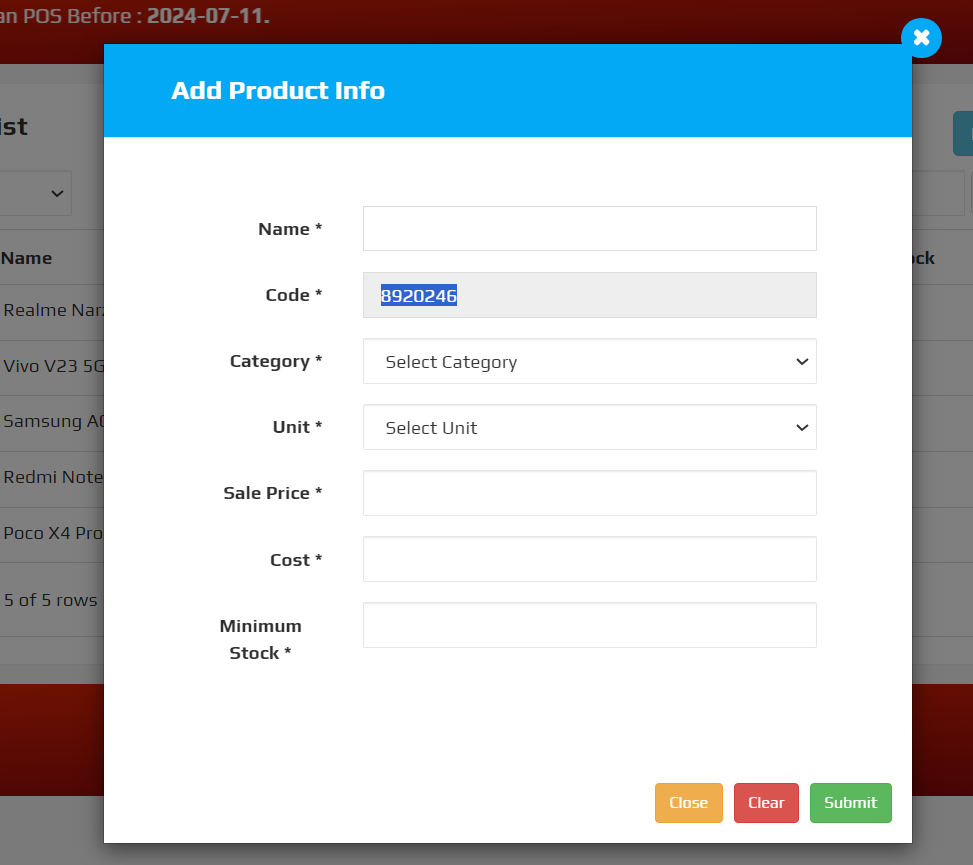 an POS Before : 2024-07-11.
Add Product Info
ist
Name *
Code * 8920246
Category * Select Category
Unit * Select Unit
Sale Price *
Cost *
Minimum
Stock *
Close Clear Submit
Name
ock
Realme Nar
Vivo V23 5G
Samsung A
Redmi Note
Poco X4 Pro
5 of 5 rows